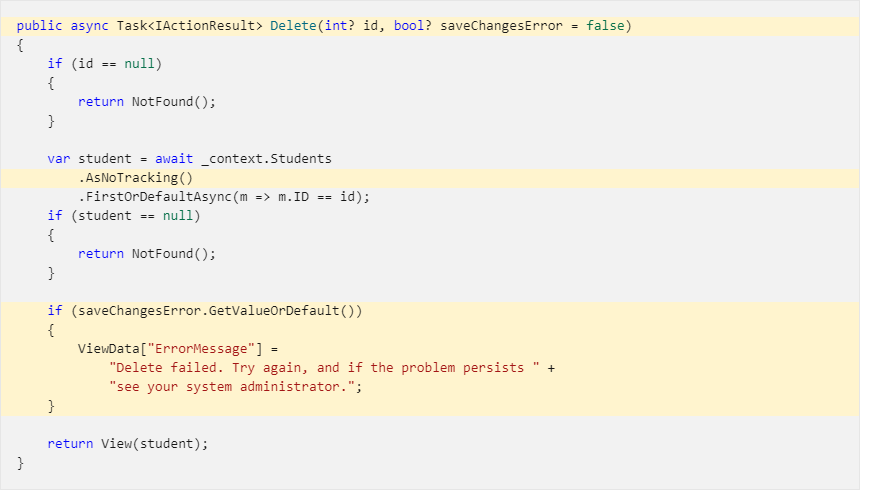 public async Task<IActionResult> Delete(int? id, bool? saveChangesError = false)
{
    if (id == null)
    {
        return NotFound();
    }

    var student = await _context.Students
        .AsNoTracking()
        .FirstOrDefaultAsync(m => m.ID == id);
    if (student == null)
    {
        return NotFound();
    }

    if (saveChangesError.GetValueOrDefault())
    {
        ViewData["ErrorMessage"] =
            "Delete failed. Try again, and if the problem persists " +
            "see your system administrator.";
    }

    return View(student);
}